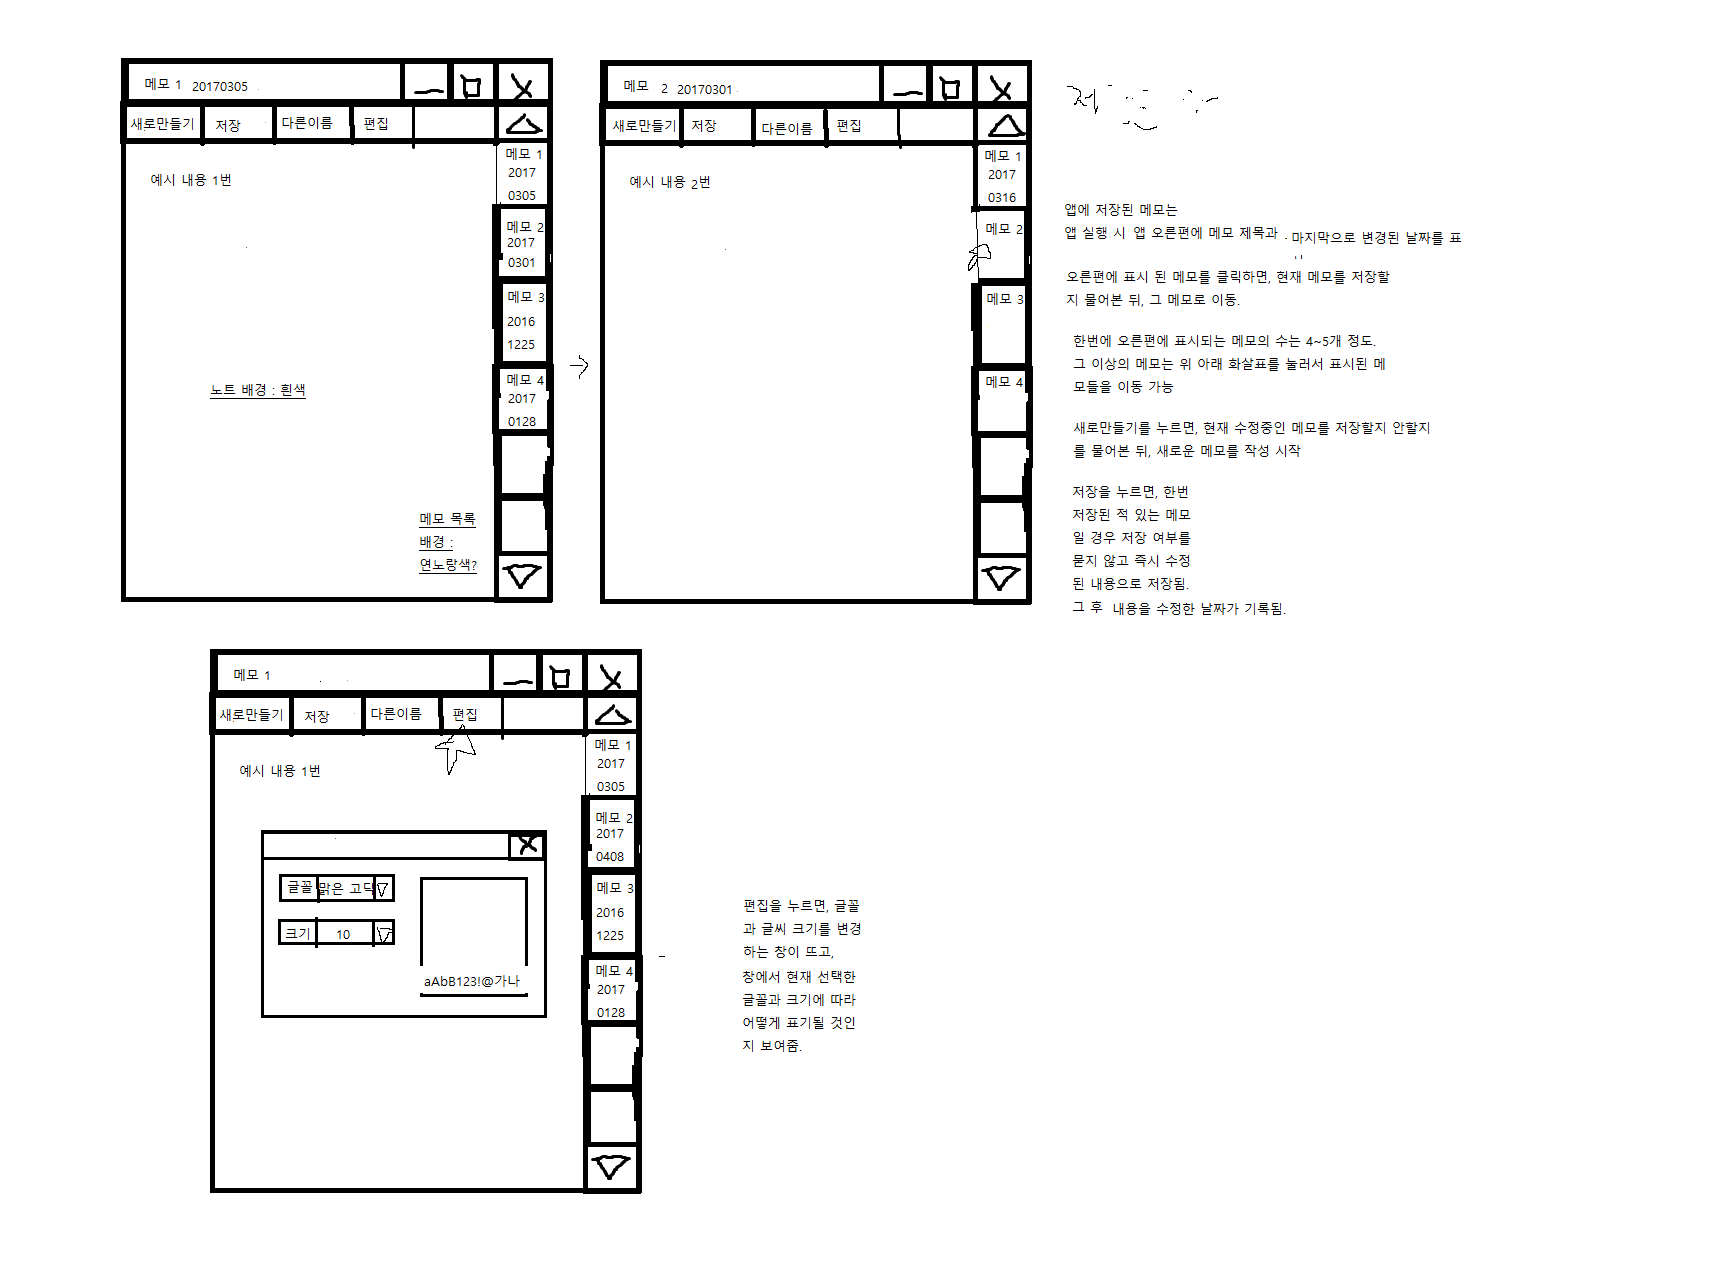 메모 1 20170305
새로만들기 저장 다른이름 편집
예시 내용 1번
노트 배경 : 흰색
메모 목록
배경 :
연노랑색?
메모 1
2017
0305
메모 2
2017
0301
메모 3
2016
1225
메모 4
2017
0128
메모 2 20170301
새로만들기 저장 다른이름 편집
예시 내용 2번
메모 1
2017
0316
메모 2
메모 3
메모 4
앱에 저장된 메모는
앱 실행 시 앱 오른편에 메모 제목과 마지막으로 변경된 날짜를 표
오른편에 표시 된 메모를 클릭하면, 현재 메모를 저장할
지 물어본 뒤, 그 메모로 이동.
한번에 오른편에 표시되는 메모의 수는 4~5개 정도.
그 이상의 메모는 위 아래 화살표를 눌러서 표시된 메
모들을 이동 가능
새로만들기를 누르면, 현재 수정중인 메모를 저장할지 안할지
를 물어본 뒤, 새로운 메모를 작성 시작
저장을 누르면, 한번
저장된 적 있는 메모
일 경우 저장 여부를
묻지 않고 즉시 수정
된 내용으로 저장됨.
그 후 내용을 수정한 날짜가 기록됨.
메모 1
새로만들기 저장 다른이름 편집
예시 내용 1번
글꼴 맑은 고딕
크기 10
aAbB123!@가나
메모 1
2017
0305
메모 2
2017
0408
메모 3
2016
1225
메모 4
2017
0128
편집을 누르면, 글꼴
과 글씨 크기를 변경
하는 창이 뜨고,
창에서 현재 선택한
글꼴과 크기에 따라
어떻게 표기될 것인
지 보여줌.